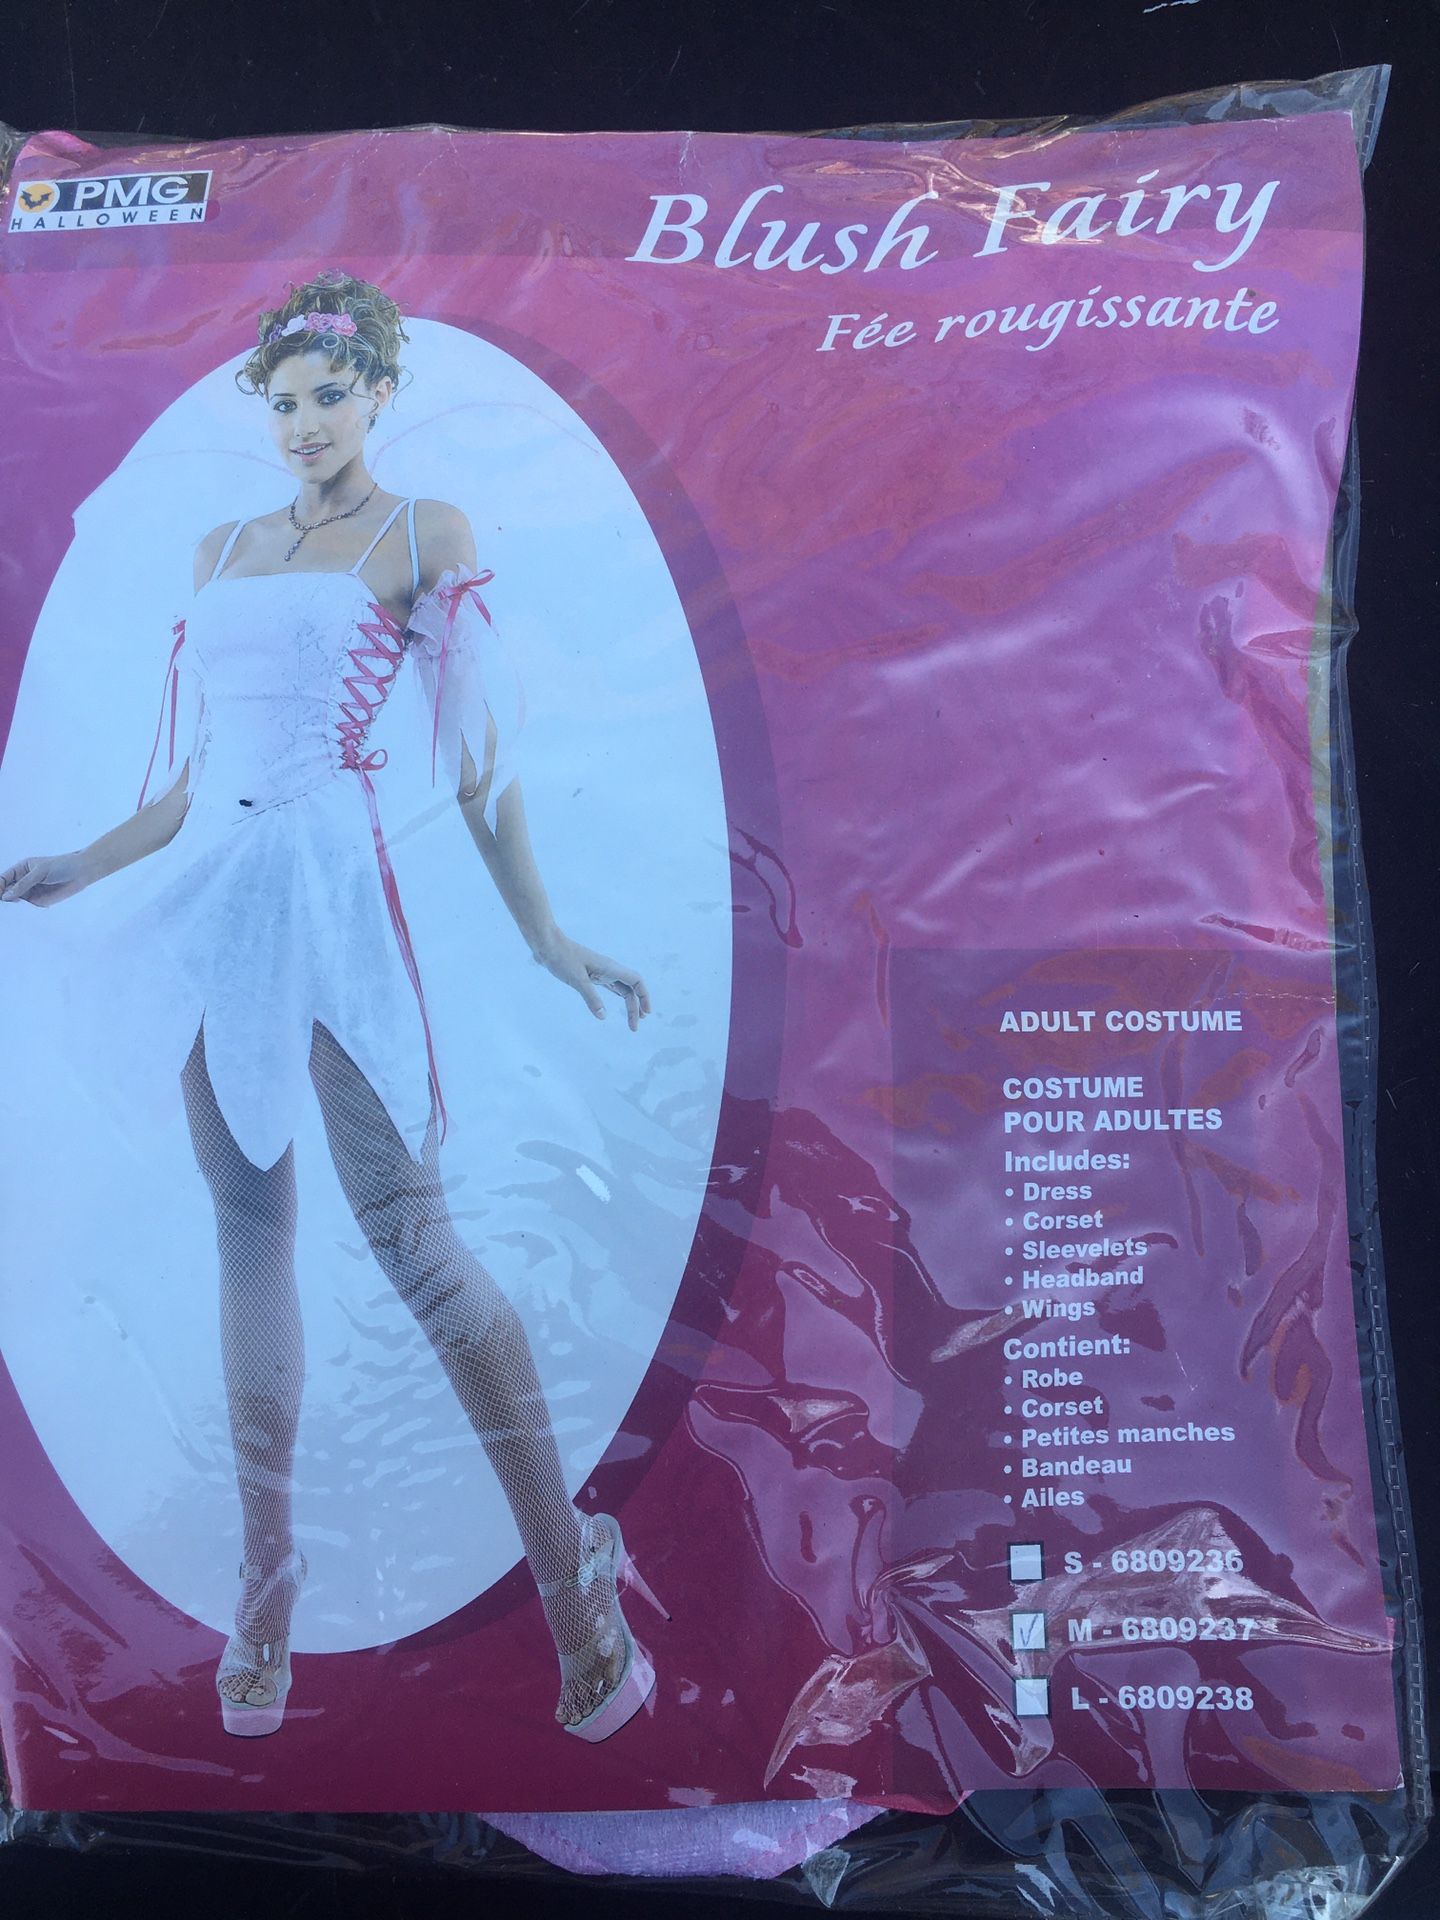 PMG
HALLOWEEN
Blush Fairy
Fée rougissante
ADULT COSTUME
COSTUME
POUR ADULTES
Includes:
• Dress
• Corset
• Sleevelets
• Headband
• Wings
Contient:
• Robe
• Corset
• Petites manches
• Bandeau
• Ailes
S - 6809236
M - 6809237
L - 6809238